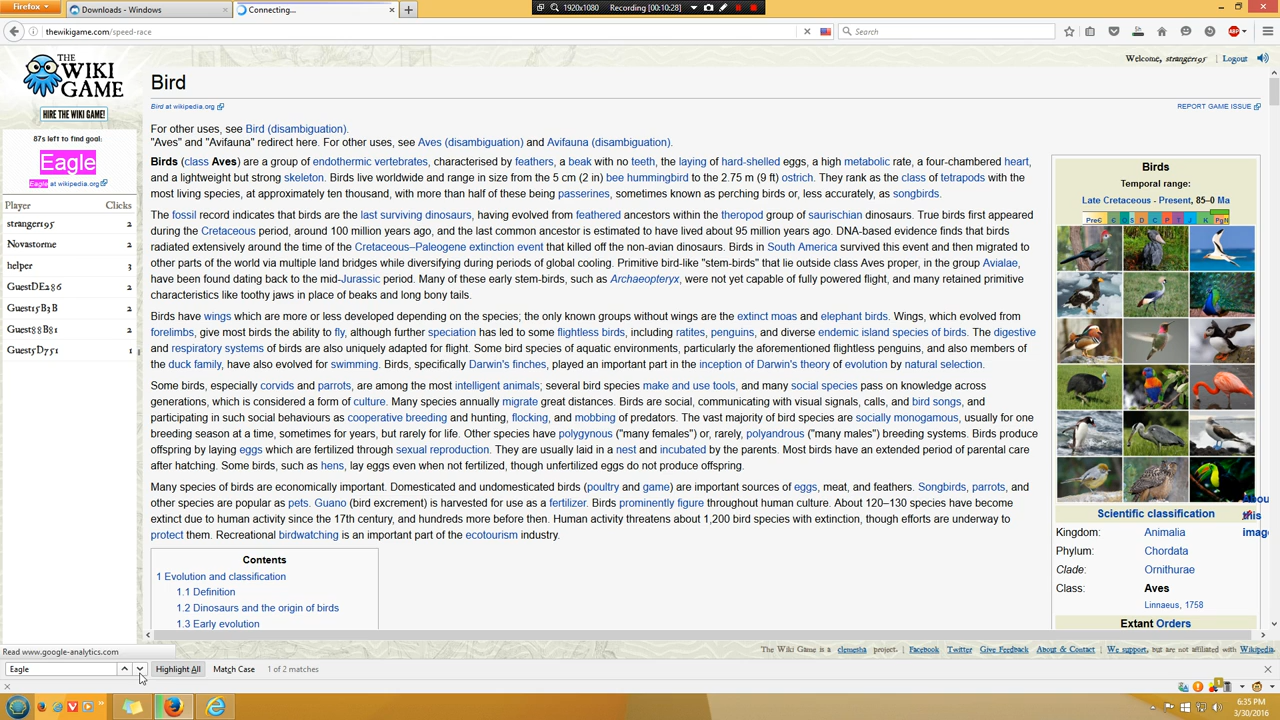 Firefox
Downloads - Windows
Connecting...
1920x1080
Recording [00:10:28]
thewikigame.com/speed-race
Search
THE
WIKI
GAME
HIRE THE WIKI GAME!
Welcome, stranger195
Logout
87s left to find goal:
Eagle
Eagle at wikipedia.org
Player Clicks
stranger195 2
Novastorme 2
helper 3
GuestDE286 2
Guest15B3B 2
Guest88B81 2
Guest5D751 1
Bird
Bird at wikipedia.org
REPORT GAME ISSUE
For other uses, see Bird (disambiguation).
"Aves" and "Avifauna" redirect here. For other uses, see Aves (disambiguation) and Avifauna (disambiguation).
Birds (class Aves) are a group of endothermic vertebrates, characterized by feathers, a beak with no teeth, the laying of hard-shelled eggs, a high metabolic rate, a four-chambered heart,
and a lightweight but strong skeleton. Birds live worldwide and range in size from the 5 cm (2 in) bee hummingbird to the 2.75 m (9 ft) ostrich. They rank as the class of tetrapods with the
most living species, at approximately ten thousand, with more than half of these being passerines, sometimes known as perching birds or, less accurately, as songbirds.
The fossil record indicates that birds are the last surviving dinosaurs, having evolved from feathered ancestors within the theropod group of saurischian dinosaurs. True birds first appeared
during the Cretaceous period, around 100 million years ago, and the last common ancestor is estimated to have lived about 95 million years ago. DNA-based evidence finds that birds
radiated extensively around the time of the Cretaceous–Paleogene extinction event that killed off the non-avian dinosaurs. Birds in South America survived this event and then migrated to
other parts of the world via multiple land bridges while diversifying during periods of global cooling. Primitive bird-like "stem-birds" that lie outside class Aves proper, in the group Avialae,
have been found dating back to the mid-Jurassic period. Many of these early stem-birds, such as Archaeopteryx, were not yet capable of fully powered flight, and many retained primitive
characteristics like toothy jaws in place of beaks and long bony tails.
Birds have wings which are more or less developed depending on the species; the only known groups without wings are the extinct moas and elephant birds. Wings, which evolved from
forelimbs, give most birds the ability to fly, although further speciation has led to some flightless birds, including ratites, penguins, and diverse endemic island species of birds. The digestive
and respiratory systems of birds are also uniquely adapted for flight. Some bird species of aquatic environments, particularly the aforementioned flightless penguins, and also members of
the duck family, have also evolved for swimming. Birds, specifically Darwin's finches, played an important part in the inception of Darwin's theory of evolution by natural selection.
Some birds, especially corvids and parrots, are among the most intelligent animals; several bird species make and use tools, and many social species pass on knowledge across
generations, which is considered a form of culture. Many species annually migrate great distances. Birds are social, communicating with visual signals, calls, and bird songs, and
participating in such social behaviours as cooperative breeding and hunting, flocking, and mobbing of predators. The vast majority of bird species are socially monogamous, usually for one
breeding season at a time, sometimes for years, but rarely for life. Other species have polygynous ("many females") or, rarely, polyandrous ("many males") breeding systems. Birds produce
offspring by laying eggs which are fertilized through sexual reproduction. They are usually laid in a nest and incubated by the parents. Most birds have an extended period of parental care
after hatching. Some birds, such as hens, lay eggs even when not fertilized, though unfertilized eggs do not produce offspring.
Many species of birds are economically important. Domesticated and undomesticated birds (poultry and game) are important sources of eggs, meat, and feathers. Songbirds, parrots, and
other species are popular as pets. Guano (bird excrement) is harvested for use as a fertilizer. Birds prominently figure throughout human culture. About 120–130 species have become
extinct due to human activity since the 17th century, and hundreds more before then. Human activity threatens about 1,200 bird species with extinction, though efforts are underway to
protect them. Recreational birdwatching is an important part of the ecotourism industry.
Contents
1 Evolution and classification
1.1 Definition
1.2 Dinosaurs and the origin of birds
1.3 Early evolution
Birds
Temporal range:
Late Cretaceous - Present, 85–0 Ma
PreЄ Є O S D C P T J K PgN
About
this
image
Scientific classification
Kingdom: Animalia
Phylum: Chordata
Clade: Ornithurae
Class: Aves
Linnaeus, 1758
Extant Orders
The Wiki Game is a clemesha project. | Facebook Twitter Give Feedback About & Contact | We support, but are not affiliated with Wikipedia.
Read www.google-analytics.com
Eagle
Highlight All
Match Case
1 of 2 matches
6:35 PM
3/30/2016